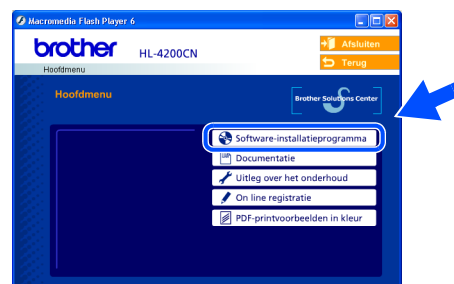 Macromedia Flash Player 6
brother
HL-4200CN
Afsluiten
Terug
Hoofdmenu
Hoofdmenu
Brother Solutions Center
Software-installatieprogramma
Documentatie
Uitleg over het onderhoud
On line registratie
PDF-printvoorbeelden in kleur